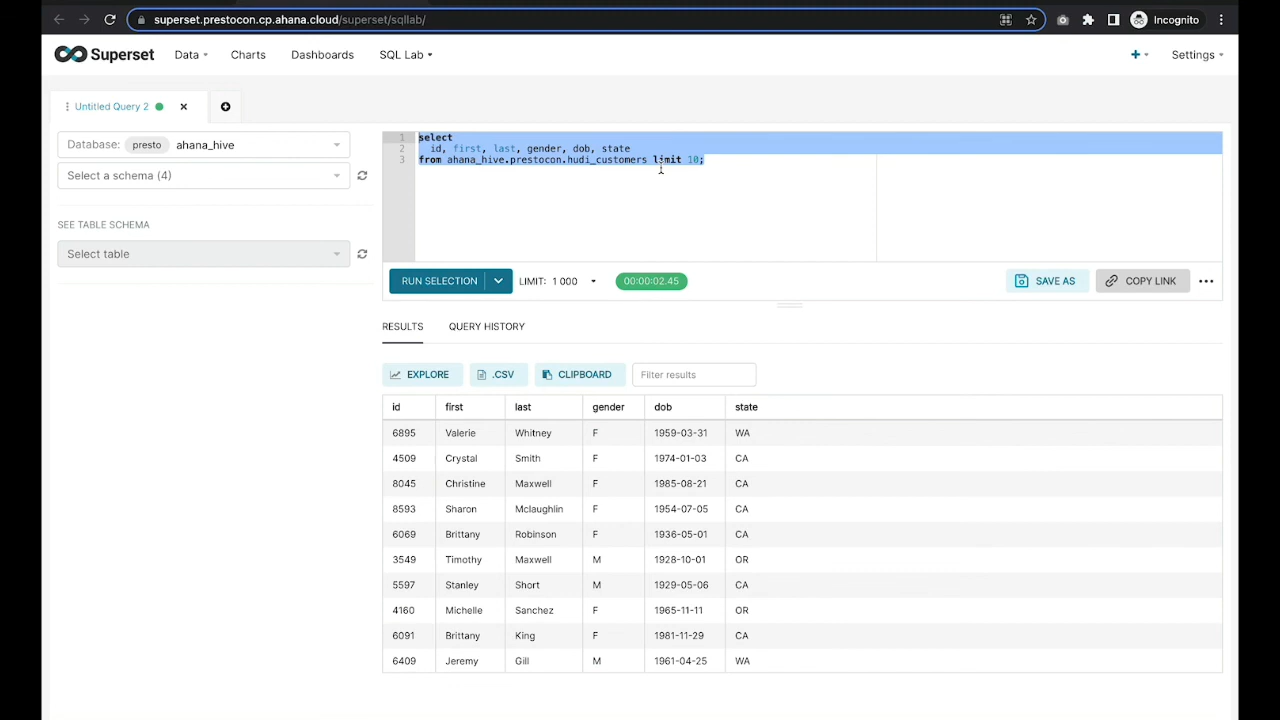 superset.prestocon.cp.ahana.cloud/superset/sqllab/
Incognito
Superset
Data
Charts
Dashboards
SQL Lab
+
Settings
Untitled Query 2
Database: presto ahana_hive
Select a schema (4)
SEE TABLE SCHEMA
Select table
1 select
2 id, first, last, gender, dob, state
3 from ahana_hive.prestocon.hudi_customers limit 10;
RUN SELECTION
LIMIT: 1 000
00:00:02.45
SAVE AS
COPY LINK
RESULTS
QUERY HISTORY
EXPLORE
.CSV
CLIPBOARD
Filter results
id first last gender dob state
6895 Valerie Whitney F 1959-03-31 WA
4509 Crystal Smith F 1974-01-03 CA
8045 Christine Maxwell F 1985-08-21 CA
8593 Sharon Mclaughlin F 1954-07-05 CA
6069 Brittany Robinson F 1936-05-01 CA
3549 Timothy Maxwell M 1928-10-01 OR
5597 Stanley Short M 1929-05-06 CA
4160 Michelle Sanchez F 1965-11-11 OR
6091 Brittany King F 1981-11-29 CA
6409 Jeremy Gill M 1961-04-25 WA